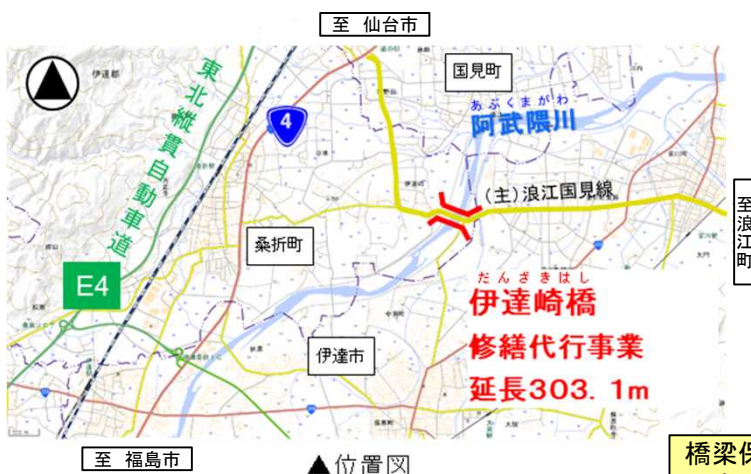 至 仙台市
国見町
伊達郡
あぶくまがわ
阿武隈川
東北縦貫自動車道
4
(主)浪江国見線
至浪江町
桑折町
E4
だんざきはし
伊達崎橋
修繕代行事業
延長303.1m
伊達市
至 福島市
▲位置図
橋梁保